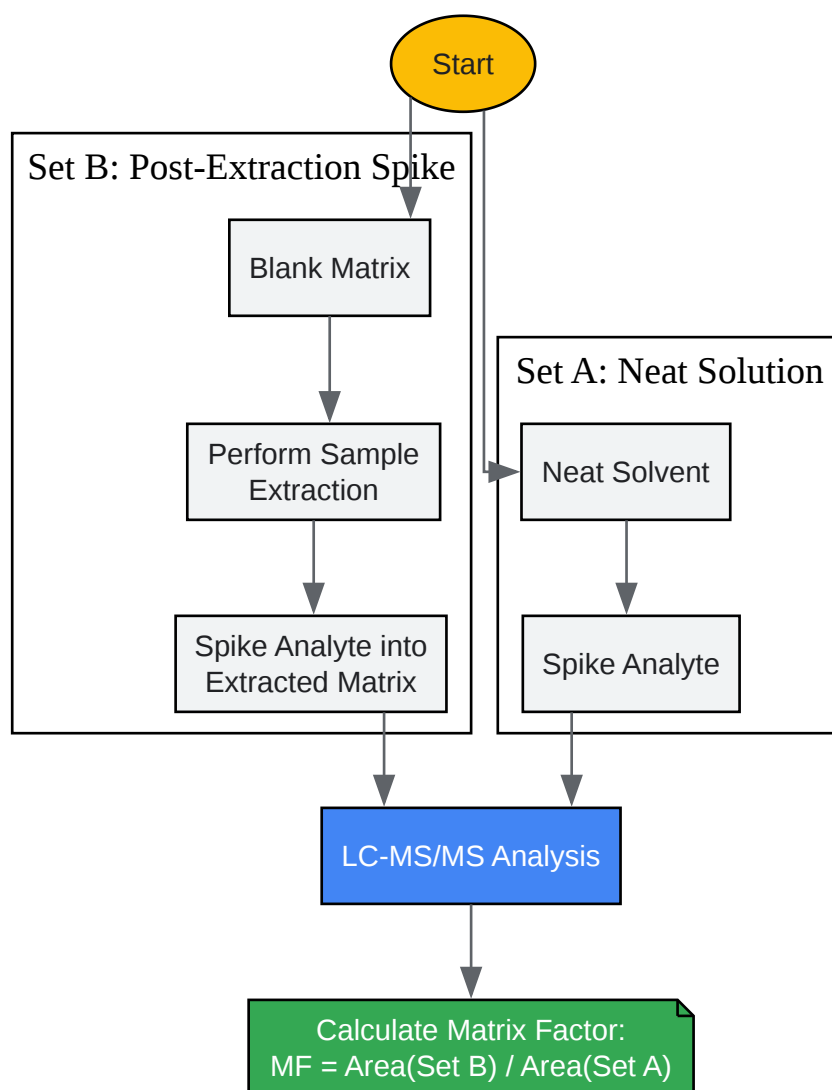 Start
Set B: Post-Extraction Spike
Blank Matrix
Perform Sample
Extraction
Spike Analyte into
Extracted Matrix
Set A: Neat Solution
Neat Solvent
Spike Analyte
LC-MS/MS Analysis
Calculate Matrix Factor:
MF = Area(Set B) / Area(Set A)